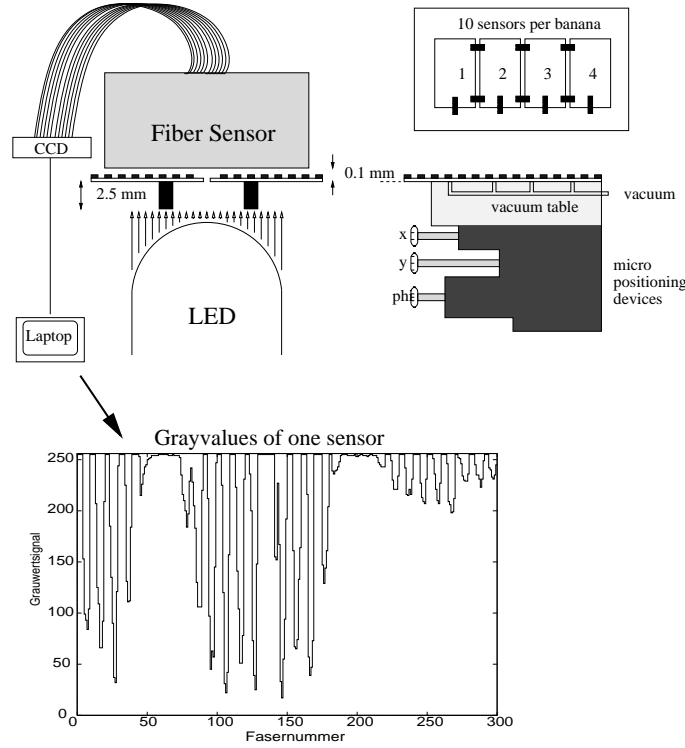 10 sensors per banana
1
2
3
4
Fiber Sensor
CCD
0.1 mm
2.5 mm
vacuum
vacuum table
x
y
phi
micro
positioning
devices
LED
Laptop
Grayvalues of one sensor
250
200
150
100
50
0
Grauwertsignal
0
50
100
150
200
250
300
Fasernummer